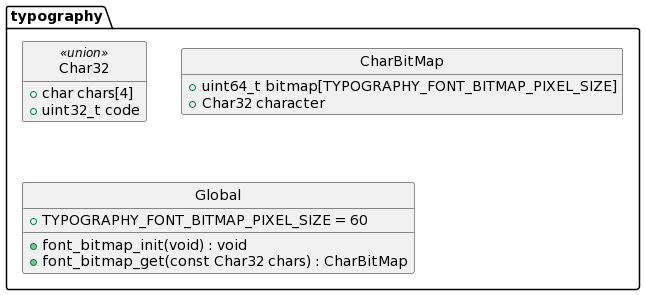 typography
«union»
Char32
char chars[4]
uint32_t code
CharBitMap
uint64_t bitmap[TYPOGRAPHY_FONT_BITMAP_PIXEL_SIZE]
Char32 character
Global
TYPOGRAPHY_FONT_BITMAP_PIXEL_SIZE = 60
font_bitmap_init(void) : void
font_bitmap_get(const Char32 chars) : CharBitMap